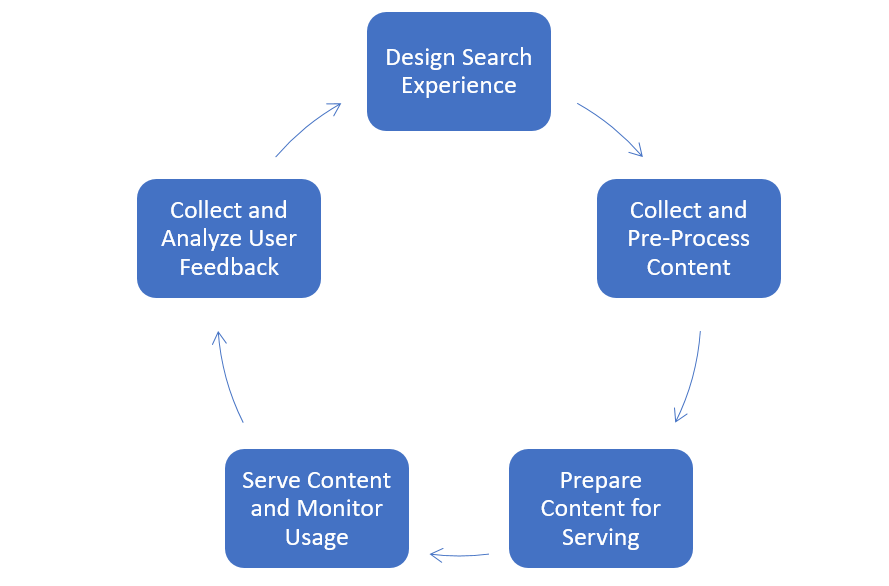 Design Search
Experience
Collect and
Pre-Process
Content
Prepare
Content for
Serving
Serve Content
and Monitor
Usage
Collect and
Analyze User
Feedback